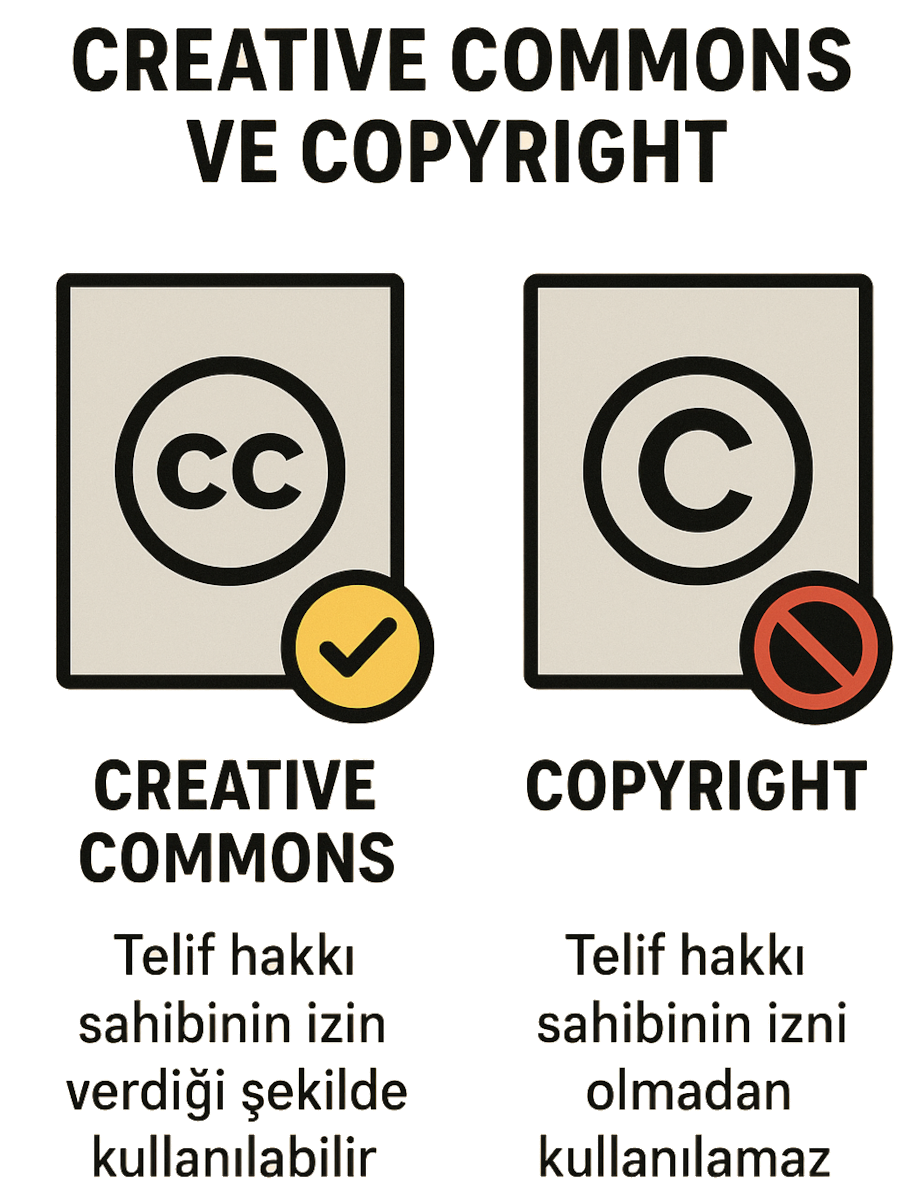 CREATIVE COMMONS
VE COPYRIGHT
CC
C
CREATIVE
COMMONS
Telif hakkı
sahibinin izin
verdiği şekilde
kullanılabilir
COPYRIGHT
Telif hakkı
sahibinin izni
olmadan
kullanılamaz